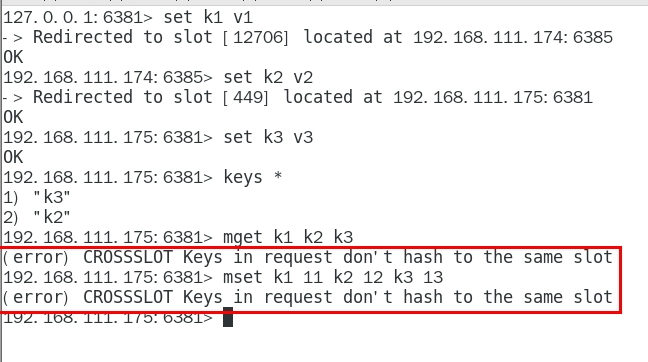 127.0.0.1:6381> set k1 v1
-> Redirected to slot [12706] located at 192.168.111.174:6385
OK
192.168.111.174:6385> set k2 v2
-> Redirected to slot [449] located at 192.168.111.175:6381
OK
192.168.111.175:6381> set k3 v3
OK
192.168.111.175:6381> keys *
1) "k3"
2) "k2"
192.168.111.175:6381> mget k1 k2 k3
(error) CROSSSLOT Keys in request don't hash to the same slot
192.168.111.175:6381> mset k1 11 k2 12 k3 13
(error) CROSSSLOT Keys in request don't hash to the same slot
192.168.111.175:6381>